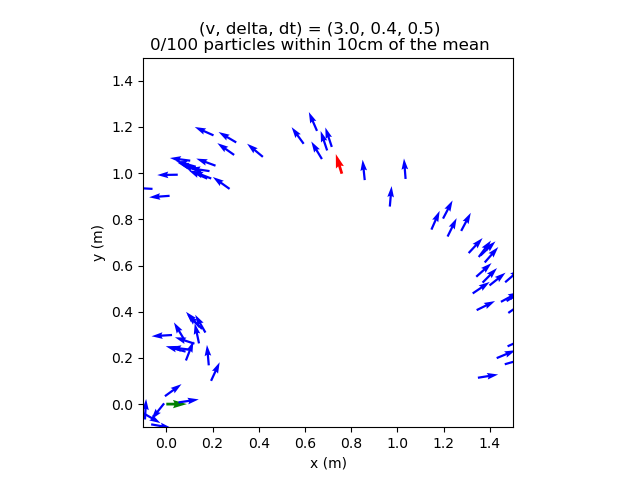 (v, delta, dt) = (3.0, 0.4, 0.5)
0/100 particles within 10cm of the mean
1.4
1.2
1.0
0.8
0.6
0.4
0.2
0.0
y (m)
0.0 0.2 0.4 0.6 0.8 1.0 1.2 1.4
x (m)